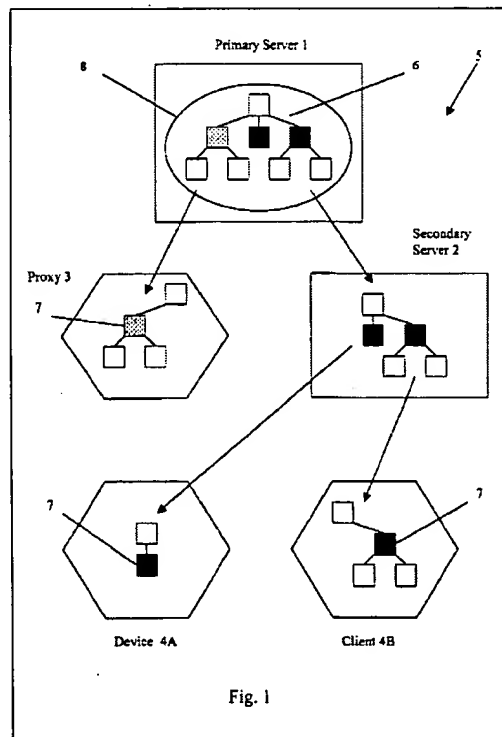 Primary Server 1
8
6
5
Secondary
Server 2
Proxy 3
7
7
7
Device 4A
Client 4B
Fig. 1